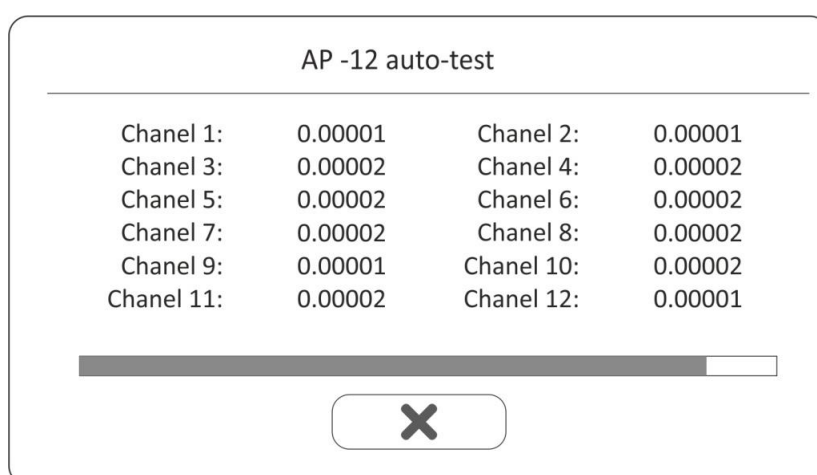 AP -12 auto-test
Chanel 1: 0.00001 Chanel 2: 0.00001
Chanel 3: 0.00002 Chanel 4: 0.00002
Chanel 5: 0.00002 Chanel 6: 0.00002
Chanel 7: 0.00002 Chanel 8: 0.00002
Chanel 9: 0.00001 Chanel 10: 0.00002
Chanel 11: 0.00002 Chanel 12: 0.00001